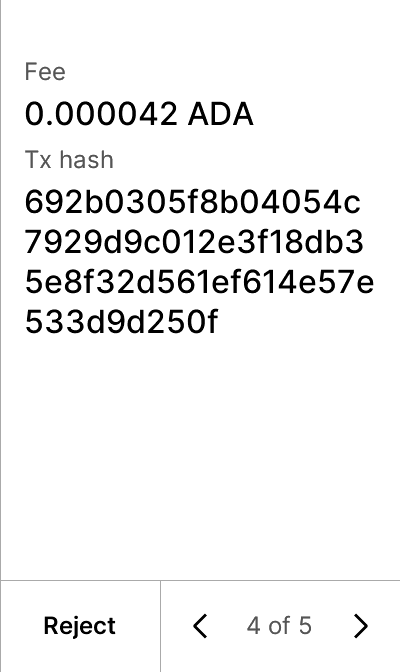 Fee
0.000042 ADA
Tx hash
692b0305f8b04054c
7929d9c012e3f18db3
5e8f32d561ef614e57e
533d9d250f
Reject
4 of 5